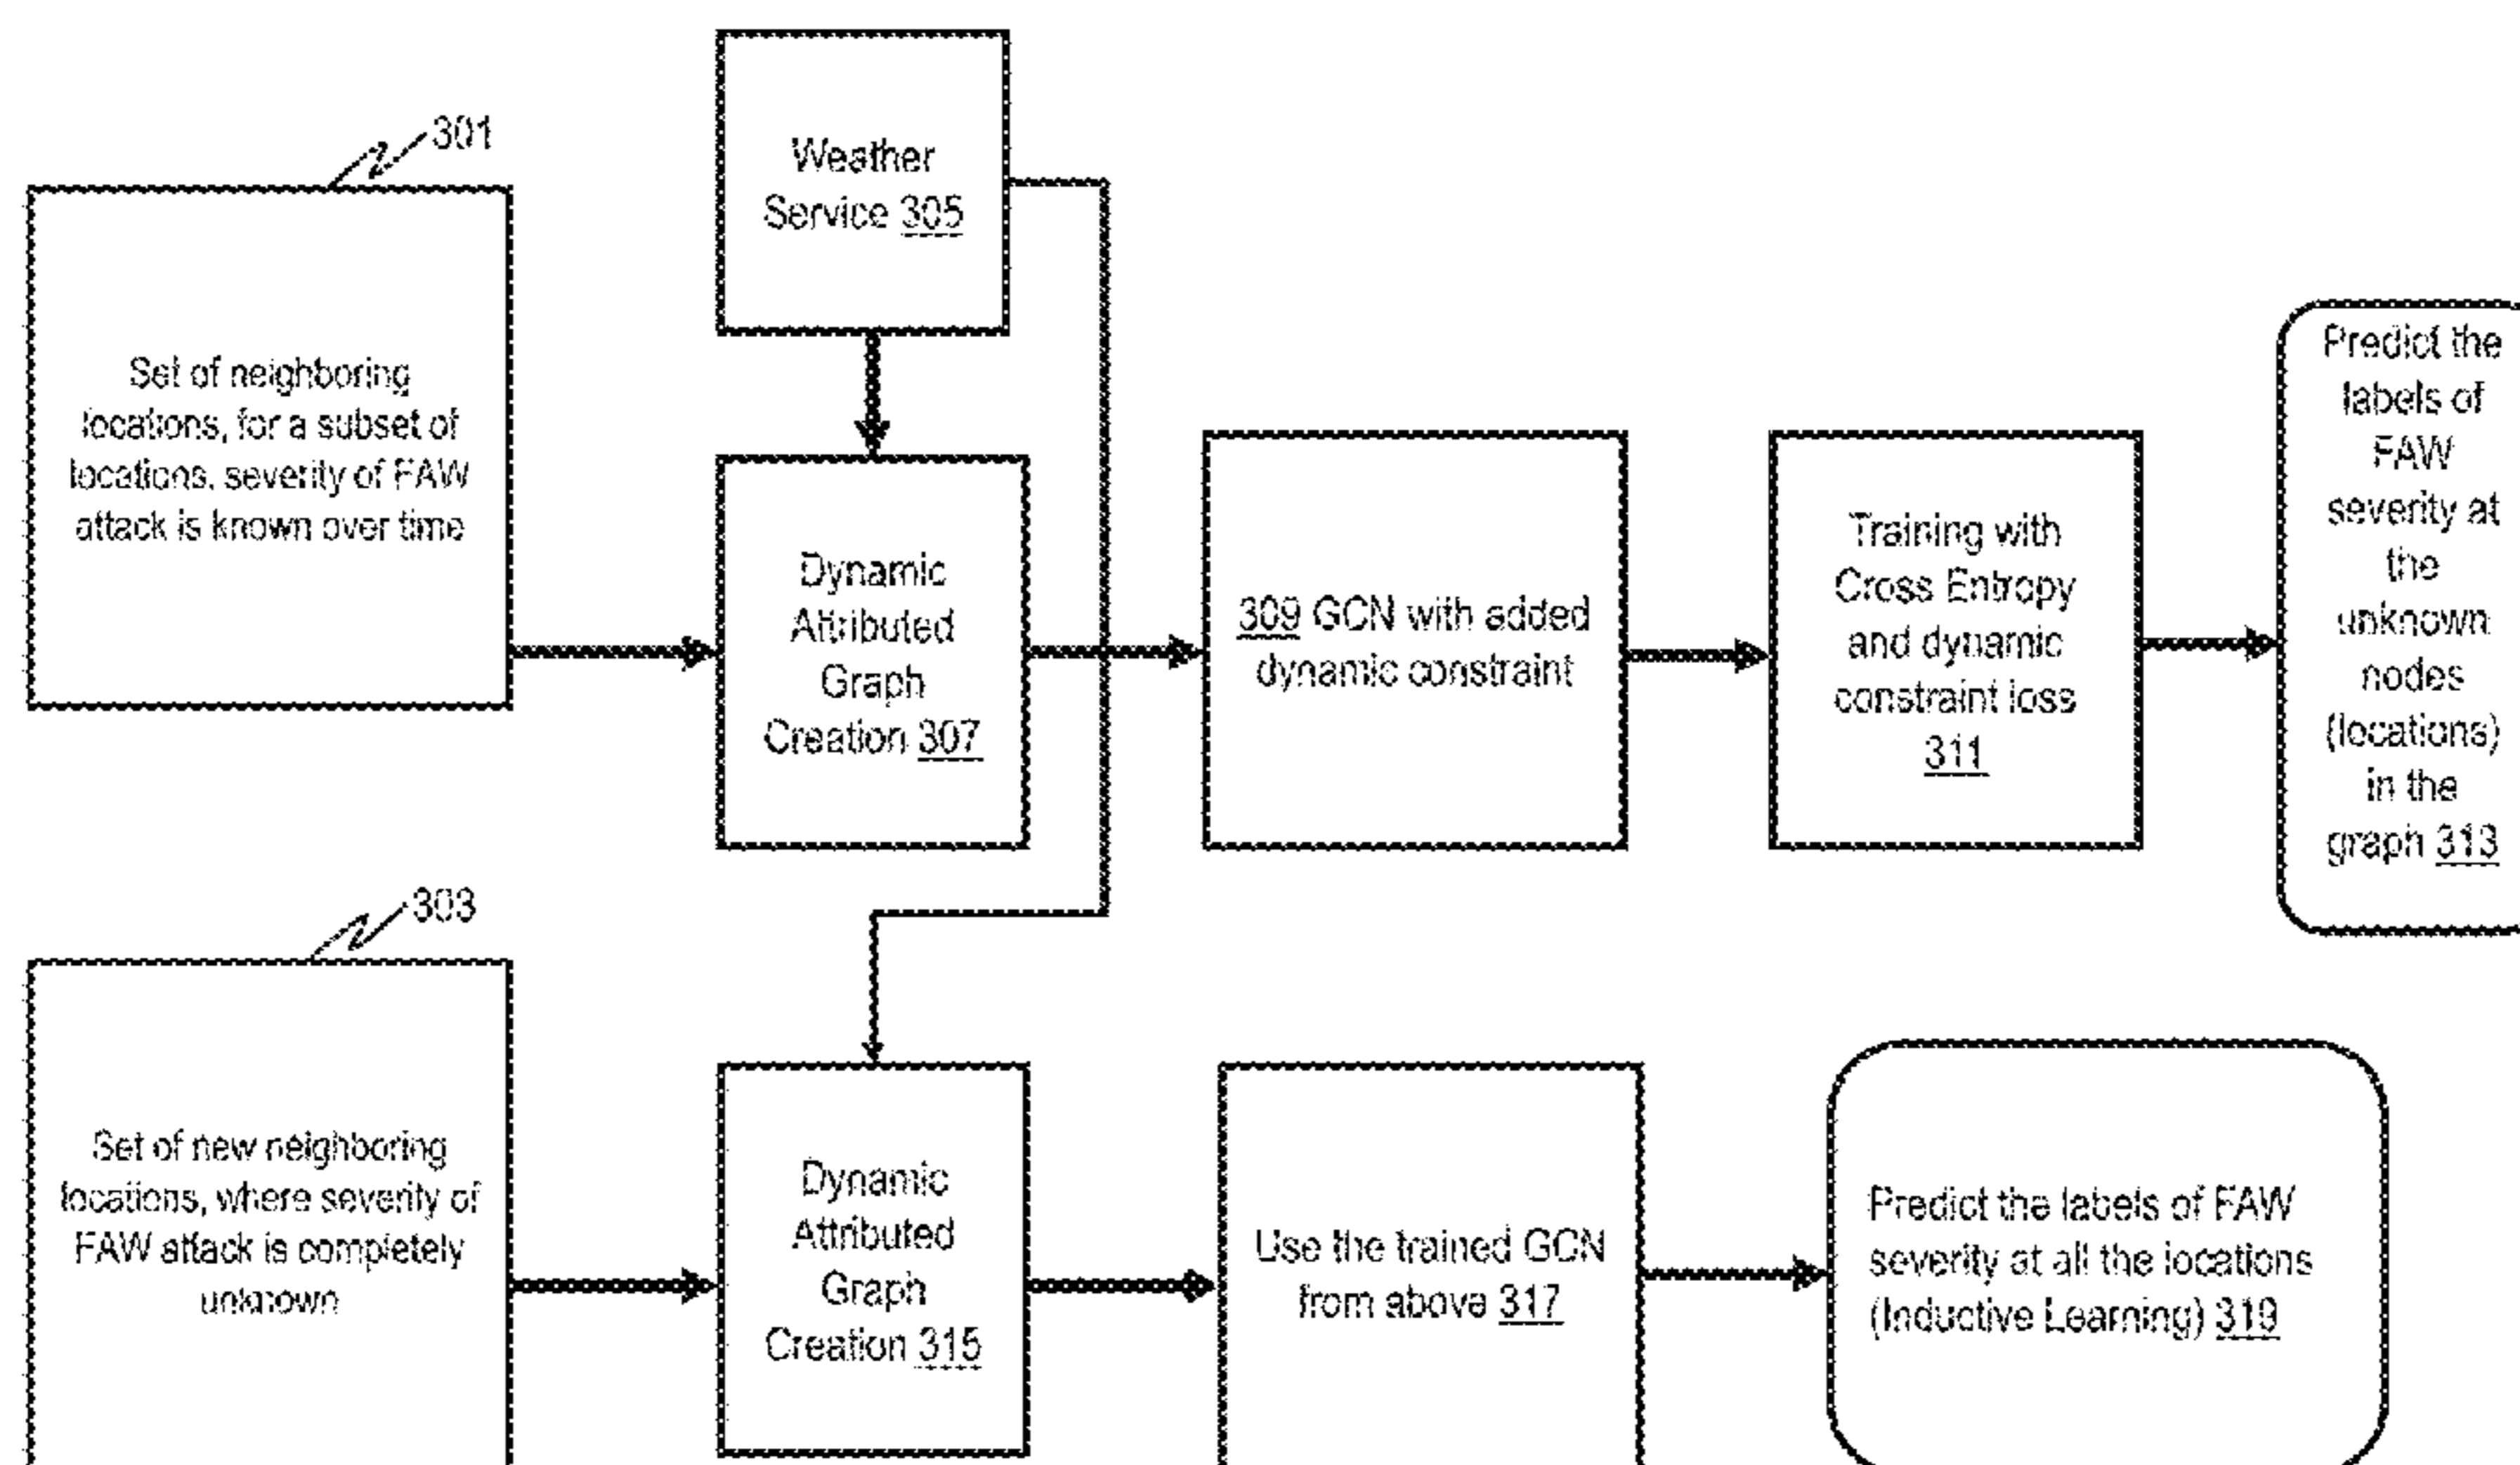 301
Set of neighboring
locations, for a subset of
locations, severity of FAW
attack is known over time
Weather
Service 305
Dynamic
Attributed
Graph
Creation 307
309 GCN with added
dynamic constraint
Training with
Cross Entropy
and dynamic
constraint loss
311
Predict the
labels of
FAW
severity at
the
unknown
nodes
(locations)
in the
graph 313
303
Set of new neighboring
locations, where severity of
FAW attack is completely
unknown
Dynamic
Attributed
Graph
Creation 315
Use the trained GCN
from above 317
Predict the labels of FAW
severity at all the locations
(Inductive Learning) 319